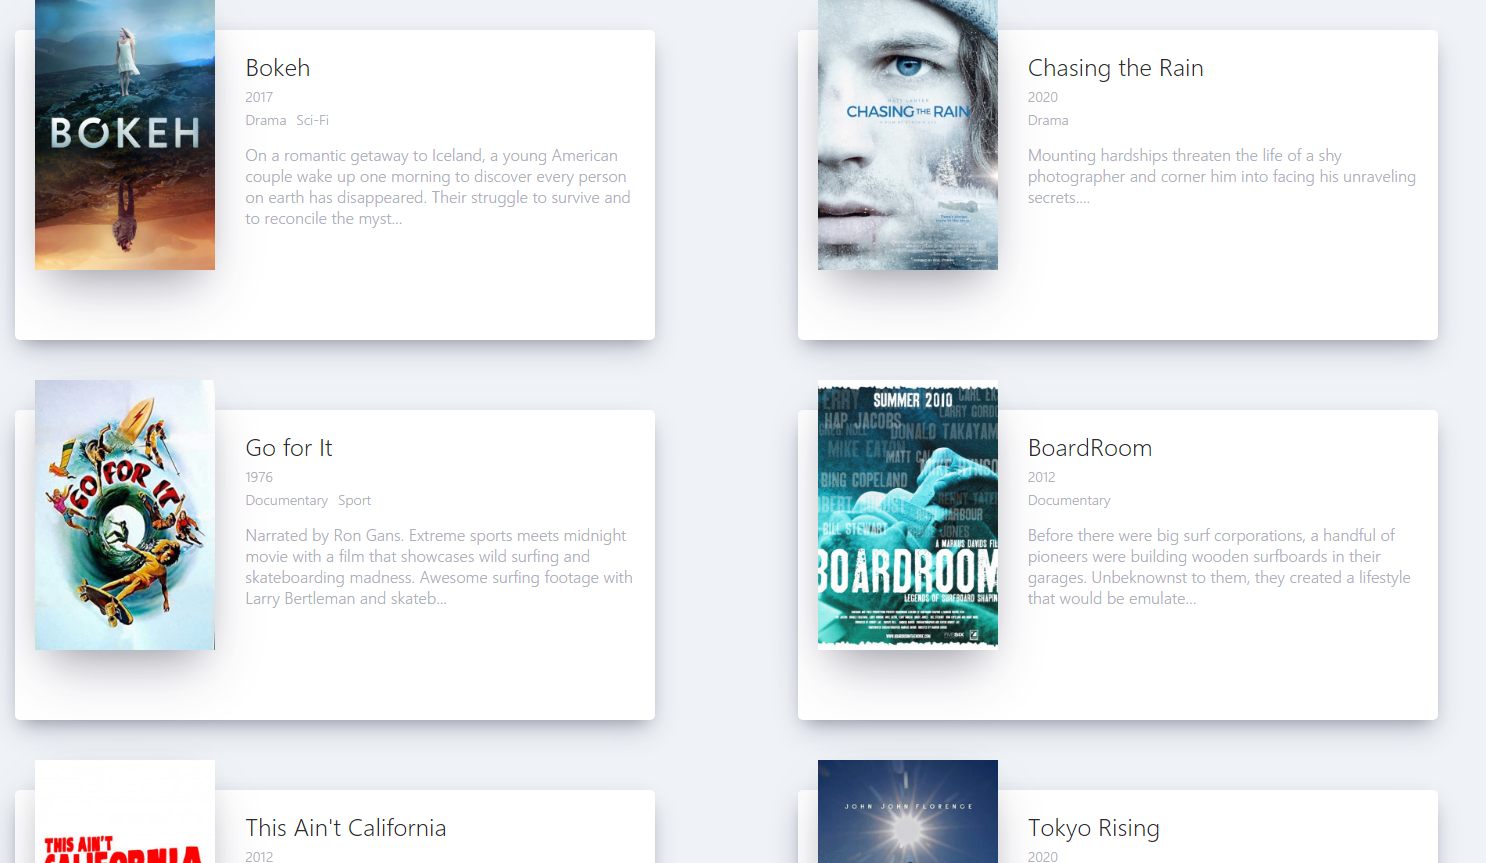 BOKEH
Bokeh
2017
Drama Sci-Fi
On a romantic getaway to Iceland, a young American
couple wake up one morning to discover every person
on earth has disappeared. Their struggle to survive and
to reconcile the myst...
CHASING THE RAIN
Chasing the Rain
2020
Drama
Mounting hardships threaten the life of a shy
photographer and corner him into facing his unraveling
secrets....
GO FOR IT
Go for It
1976
Documentary Sport
Narrated by Ron Gans. Extreme sports meets midnight
movie with a film that showcases wild surfing and
skateboarding madness. Awesome surfing footage with
Larry Bertleman and skateb...
SUMMER 2010
HAP JACOBS
DONALD TAKAYAM
MIKE EATON
BING COPELAND
BILL STEWART
BOARDROOM
LEGENDS OF SURFBOARD SHAPIN
BoardRoom
2012
Documentary
Before there were big surf corporations, a handful of
pioneers were building wooden surfboards in their
garages. Unbeknownst to them, they created a lifestyle
that would be emulate...
THIS AIN'T
CALIFORNIA
This Ain't California
2012
JOHN JOHN FLORENCE
Tokyo Rising
2020